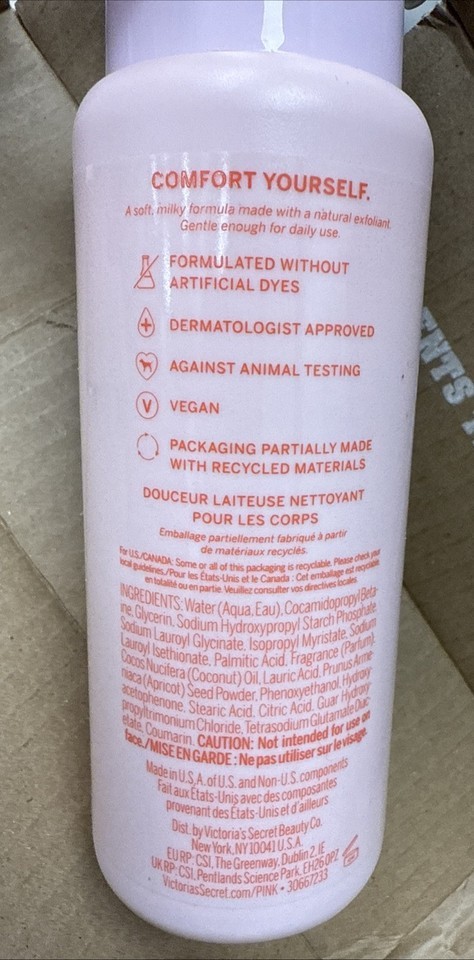 COMFORT YOURSELF.
A soft, milky formula made with a natural exfoliant.
Gentle enough for daily use.
FORMULATED WITHOUT
ARTIFICIAL DYES
DERMATOLOGIST APPROVED
AGAINST ANIMAL TESTING
V VEGAN
PACKAGING PARTIALLY MADE
WITH RECYCLED MATERIALS
DOUCEUR LAITEUSE NETTOYANT
POUR LES CORPS
Emballage partiellement fabriqué à partir
de matériaux recyclés.
For U.S./CANADA: Some or all of this packaging is recyclable. Please check your
local guidelines./Pour les États-Unis et le Canada : Cet emballage est recyclable
en totalité ou en partie. Veuillez consulter vos directives locales.
INGREDIENTS: Water (Aqua, Eau), Cocamidopropyl Beta-
ine, Glycerin, Sodium Hydroxypropyl Starch Phosphate,
Sodium Lauroyl Glycinate, Isopropyl Myristate, Sodium
Lauroyl Isethionate, Palmitic Acid, Fragrance (Parfum),
Cocos Nucifera (Coconut) Oil, Lauric Acid, Prunus Arme-
niaca (Apricot) Seed Powder, Phenoxyethanol, Hydroxy-
acetophenone, Stearic Acid, Citric Acid, Guar Hydroxy-
propyltrimonium Chloride, Tetrasodium Glutamate Diac-
etate, Coumarin. CAUTION: Not intended for use on
face./MISE EN GARDE : Ne pas utiliser sur le visage.
Made in U.S.A. of U.S. and Non-U.S. components
Fait aux États-Unis avec des composantes
provenant des États-Unis et d'ailleurs
Dist. by Victoria's Secret Beauty Co.
New York, NY 10041 U.S.A.
EU RP: CSI, The Greenway, Dublin 2, IE
UK RP: CSI, Pentlands Science Park, EH26 0PZ
VictoriasSecret.com/PINK • 30667233
ENTS